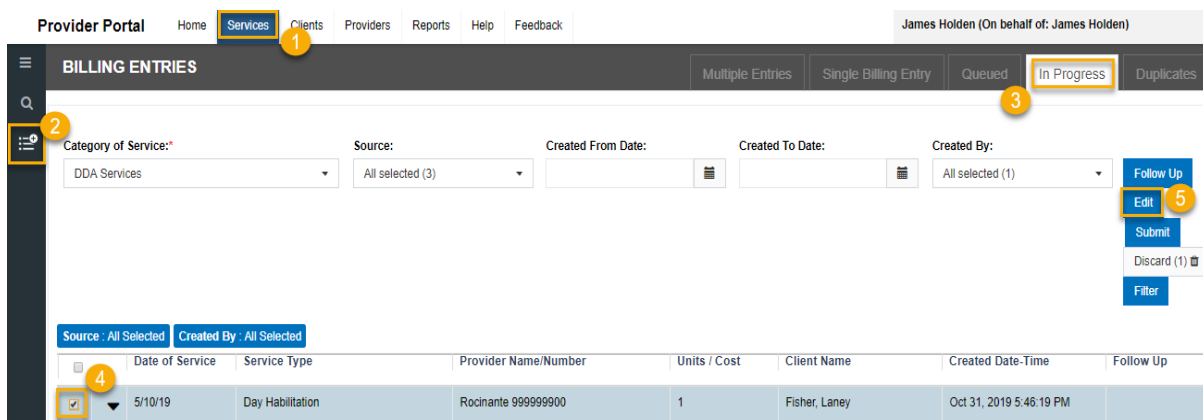 Provider Portal Home Services Clients Providers Reports Help Feedback James Holden (On behalf of: James Holden)
1
BILLING ENTRIES Multiple Entries Single Billing Entry Queued In Progress Duplicates
3
2
Category of Service:* Source: Created From Date: Created To Date: Created By:
DDA Services All selected (3) All selected (1) Follow Up
Edit 5
Submit
Discard (1)
Filter
Source : All Selected Created By : All Selected
Date of Service Service Type Provider Name/Number Units / Cost Client Name Created Date-Time Follow Up
4
5/10/19 Day Habilitation Rocinante 999999900 1 Fisher, Laney Oct 31, 2019 5:46:19 PM